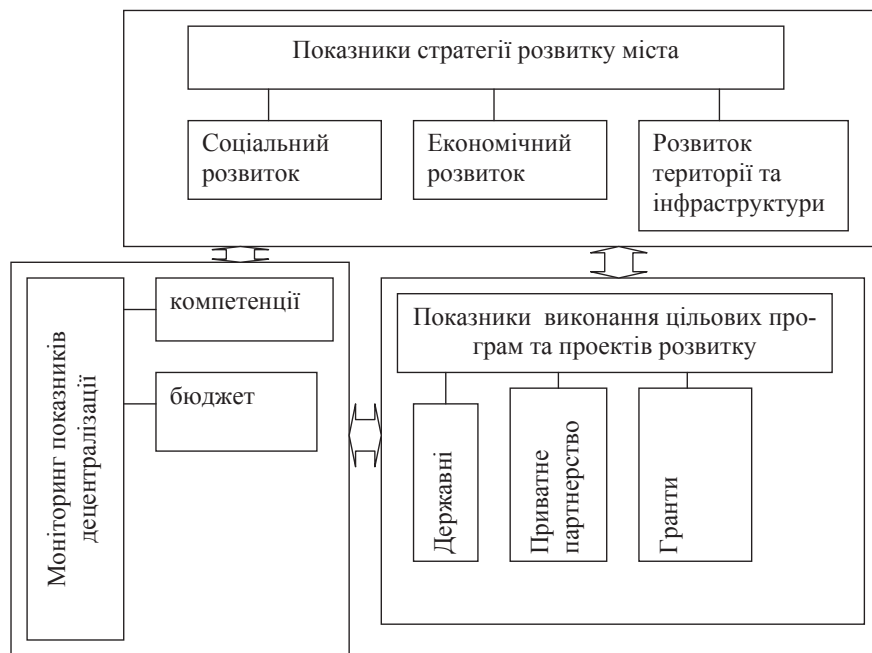 Показники стратегії розвитку міста
Соціальний
розвиток
Економічний
розвиток
Розвиток
території та
інфраструктури
Моніторинг показників
децентралізації
компетенції
бюджет
Показники виконання цільових про-
грам та проектів розвитку
Державні
Приватне
партнерство
Гранти